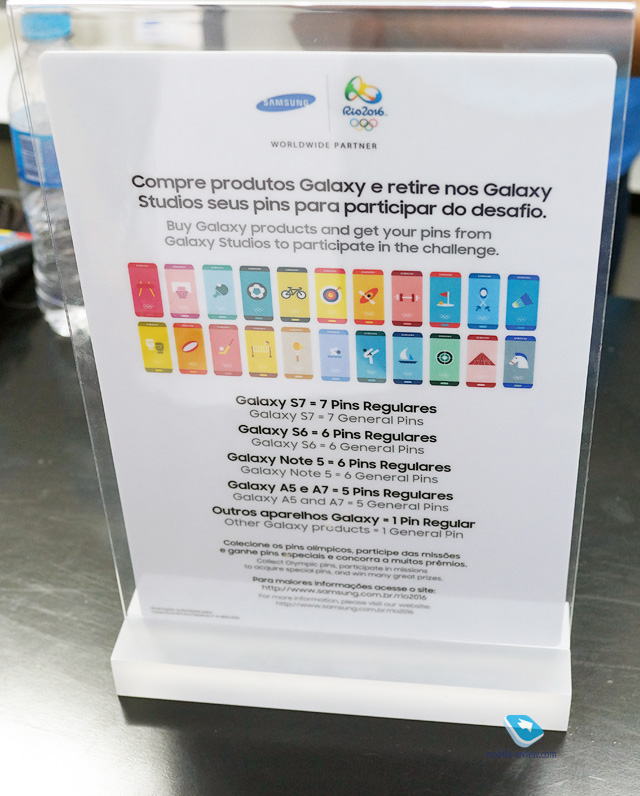 SAMSUNG
Rio2016
WORLDWIDE PARTNER
Compre produtos Galaxy e retire nos Galaxy
Studios seus pins para participar do desafio.
Buy Galaxy products and get your pins from
Galaxy Studios to participate in the challenge.
Galaxy S7 = 7 Pins Regulares
Galaxy S7 = 7 General Pins
Galaxy S6 = 6 Pins Regulares
Galaxy S6 = 6 General Pins
Galaxy Note 5 = 6 Pins Regulares
Galaxy Note 5 = 6 General Pins
Galaxy A5 e A7 = 5 Pins Regulares
Galaxy A5 and A7 = 5 General Pins
Outros aparelhos Galaxy = 1 Pin Regular
Other Galaxy products = 1 General Pin
Colecione os pins olímpicos, participe das missões
e ganhe pins especiais e concorra a muitos prêmios.
Collect Olympic pins, participate in missions
to acquire special pins, and win many great prizes.
Para maiores informações acesse o site:
http://www.samsung.com.br/rio2016
For more information, please visit our website.
http://www.samsung.com.br/rio2016